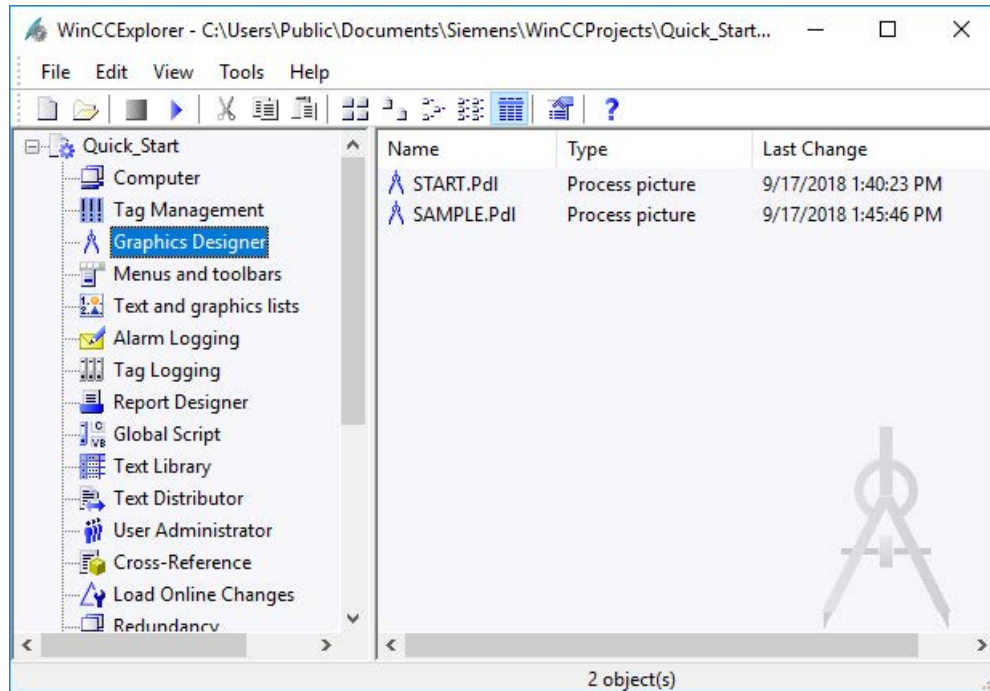 WinCCExplorer - C:\Users\Public\Documents\Siemens\WinCCProjects\Quick_Start...
File Edit View Tools Help
Quick_Start
Computer
Tag Management
Graphics Designer
Menus and toolbars
Text and graphics lists
Alarm Logging
Tag Logging
Report Designer
Global Script
Text Library
Text Distributor
User Administrator
Cross-Reference
Load Online Changes
Redundancy
Name Type Last Change
START.Pdl Process picture 9/17/2018 1:40:23 PM
SAMPLE.Pdl Process picture 9/17/2018 1:45:46 PM
2 object(s)